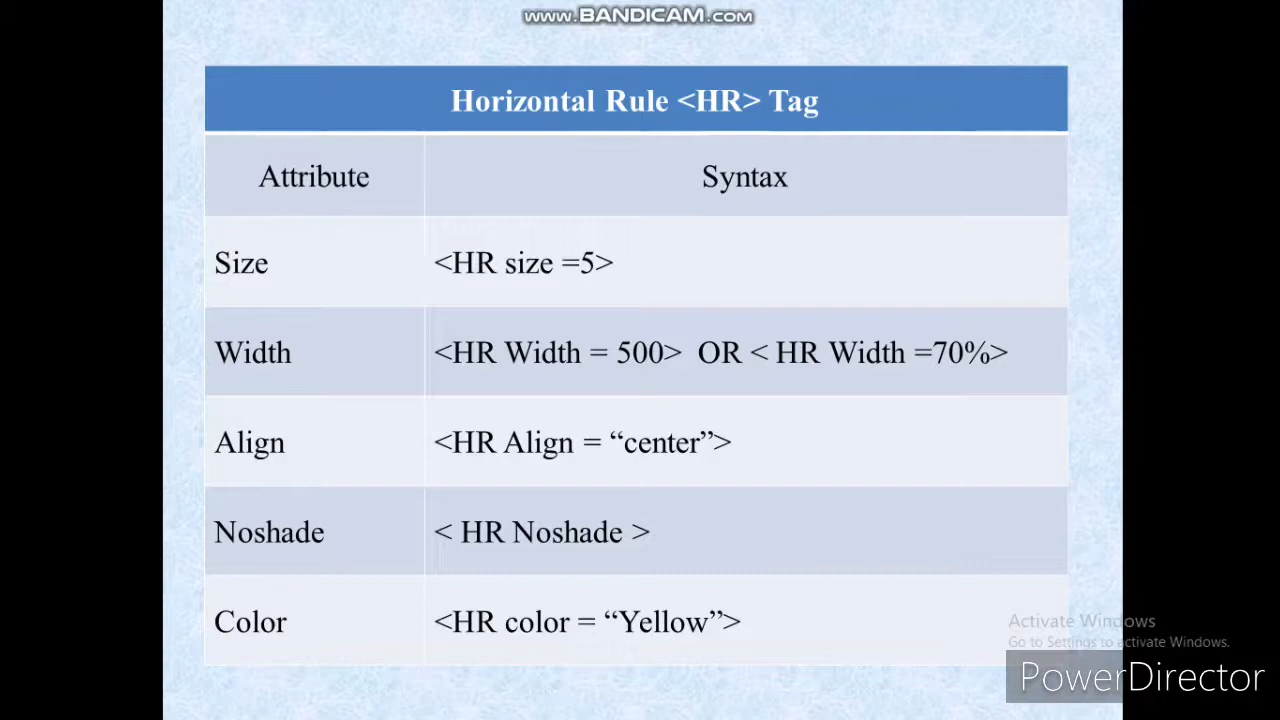 www.BANDICAM.com
Horizontal Rule <HR> Tag
Attribute Syntax
Size <HR size =5>
Width <HR Width = 500>  OR < HR Width =70%>
Align <HR Align = “center”>
Noshade < HR Noshade >
Color <HR color = “Yellow”>
Activate Windows
Go to Settings to activate Windows.
PowerDirector